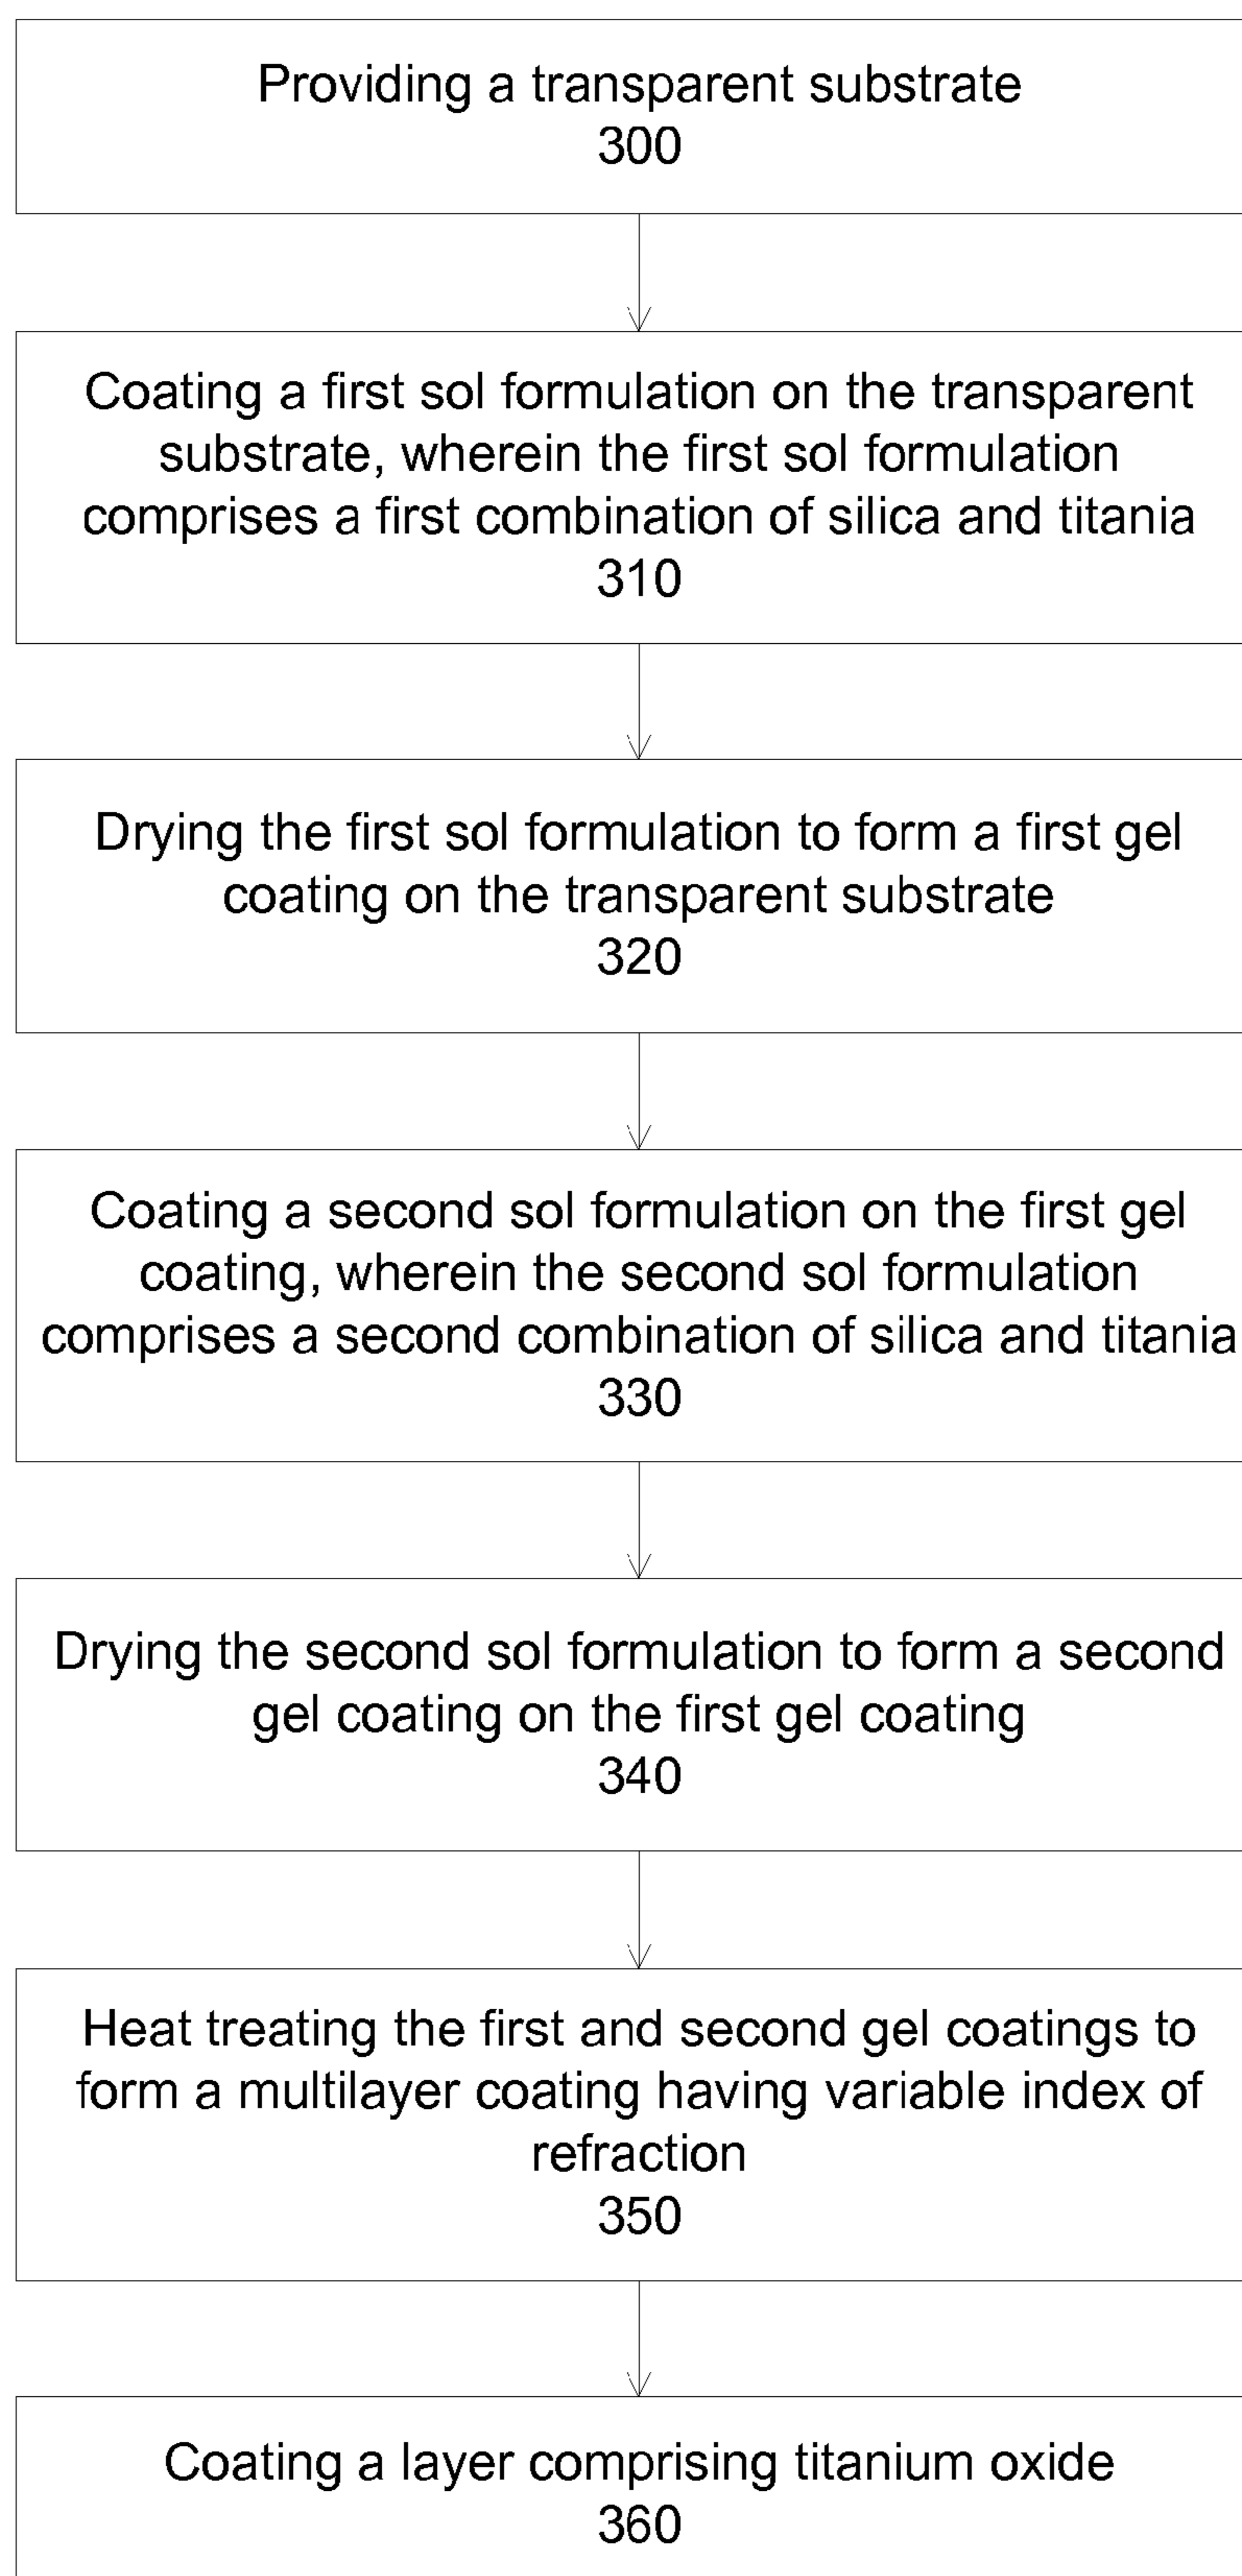 Providing a transparent substrate
300
Coating a first sol formulation on the transparent
substrate, wherein the first sol formulation
comprises a first combination of silica and titania
310
Drying the first sol formulation to form a first gel
coating on the transparent substrate
320
Coating a second sol formulation on the first gel
coating, wherein the second sol formulation
comprises a second combination of silica and titania
330
Drying the second sol formulation to form a second
gel coating on the first gel coating
340
Heat treating the first and second gel coatings to
form a multilayer coating having variable index of
refraction
350
Coating a layer comprising titanium oxide
360